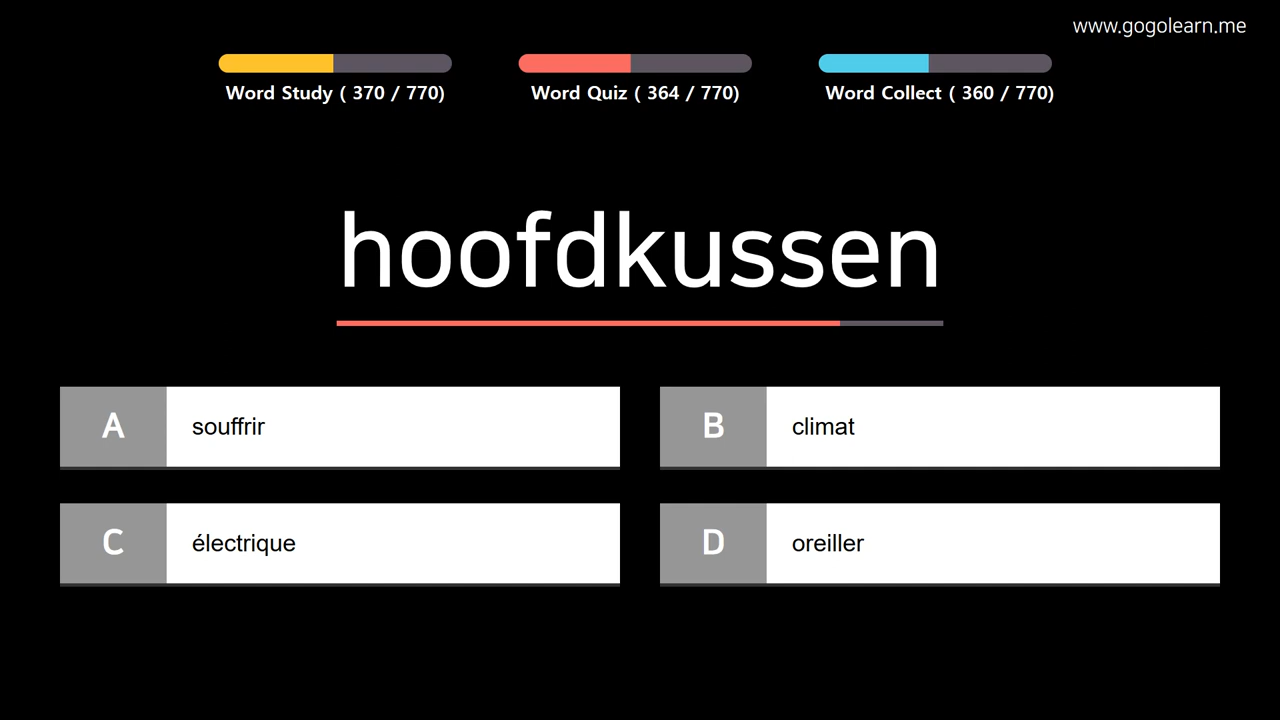 www.gogolearn.me
Word Study ( 370 / 770)
Word Quiz ( 364 / 770)
Word Collect ( 360 / 770)
hoofdkussen
A souffrir
B climat
C électrique
D oreiller